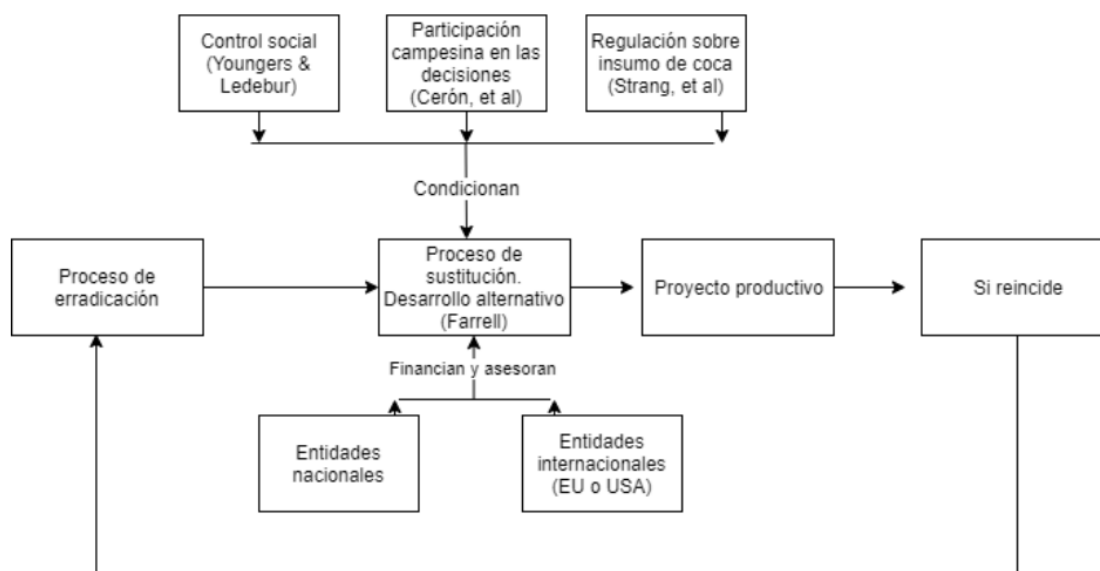 Control social
(Youngers &
Ledebur)
Participación
campesina en las
decisiones
(Cerón, et al)
Regulación sobre
insumo de coca
(Strang, et al)
Condicionan
Proceso de
erradicación
Proceso de
sustitución.
Desarrollo alternativo
(Farrell)
Proyecto productivo
Si reincide
Financian y asesoran
Entidades
nacionales
Entidades
internacionales
(EU o USA)